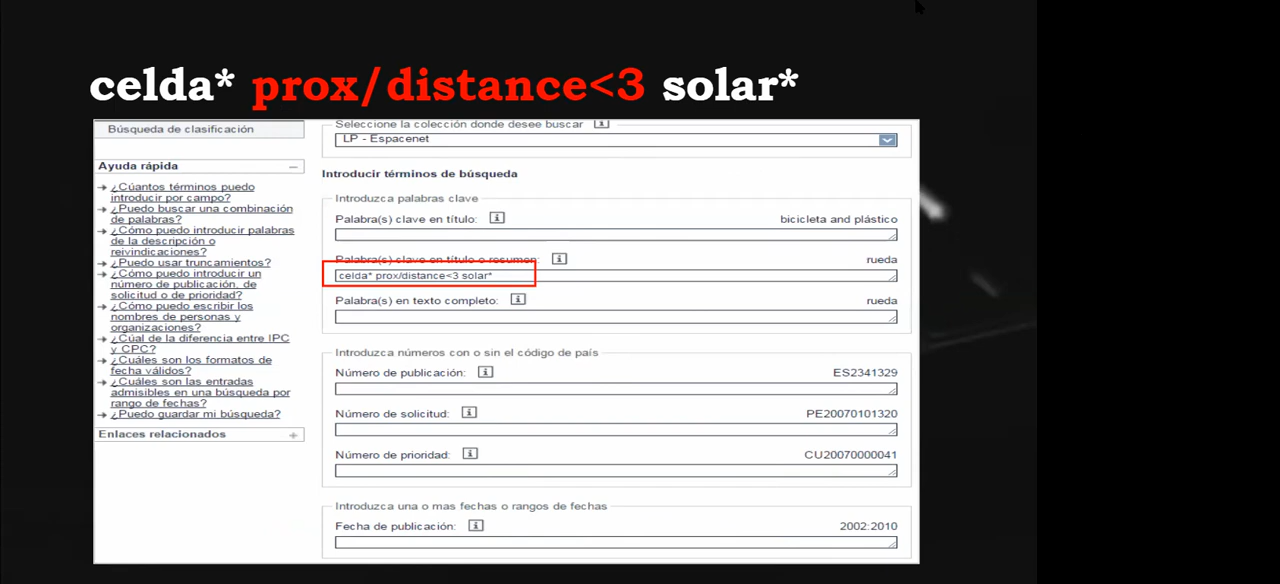 celda* prox/distance<3 solar*
Búsqueda de clasificación
Ayuda rápida
¿Cúantos términos puedo
introducir por campo?
¿Puedo buscar una combinación
de palabras?
¿Cómo puedo introducir palabras
de la descripción o
reivindicaciones?
¿Puedo usar truncamientos?
¿Cómo puedo introducir un
número de publicación, de
solicitud o de prioridad?
¿Cómo puedo escribir los
nombres de personas y
organizaciones?
¿Cúal de la diferencia entre IPC
y CPC?
¿Cuáles son los formatos de
fecha válidos?
¿Cuáles son las entradas
admisibles en una búsqueda por
rango de fechas?
¿Puedo guardar mi búsqueda?
Enlaces relacionados
Seleccione la colección donde desee buscar
LP - Espacenet
Introducir términos de búsqueda
Introduzca palabras clave
Palabra(s) clave en título: bicicleta and plástico
Palabra(s) clave en título o resumen: rueda
celda* prox/distance<3 solar*
Palabra(s) en texto completo: rueda
Introduzca números con o sin el código de país
Número de publicación: ES2341329
Número de solicitud: PE20070101320
Número de prioridad: CU20070000041
Introduzca una o mas fechas o rangos de fechas
Fecha de publicación: 2002:2010